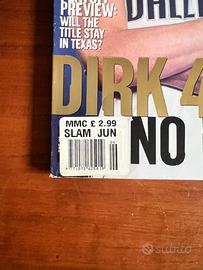 PREVIEW:
WILL THE
TITLE STAY
IN TEXAS?
DALL
DIRK 4
MMC £ 2.99
SLAM JUN
NO
Subito